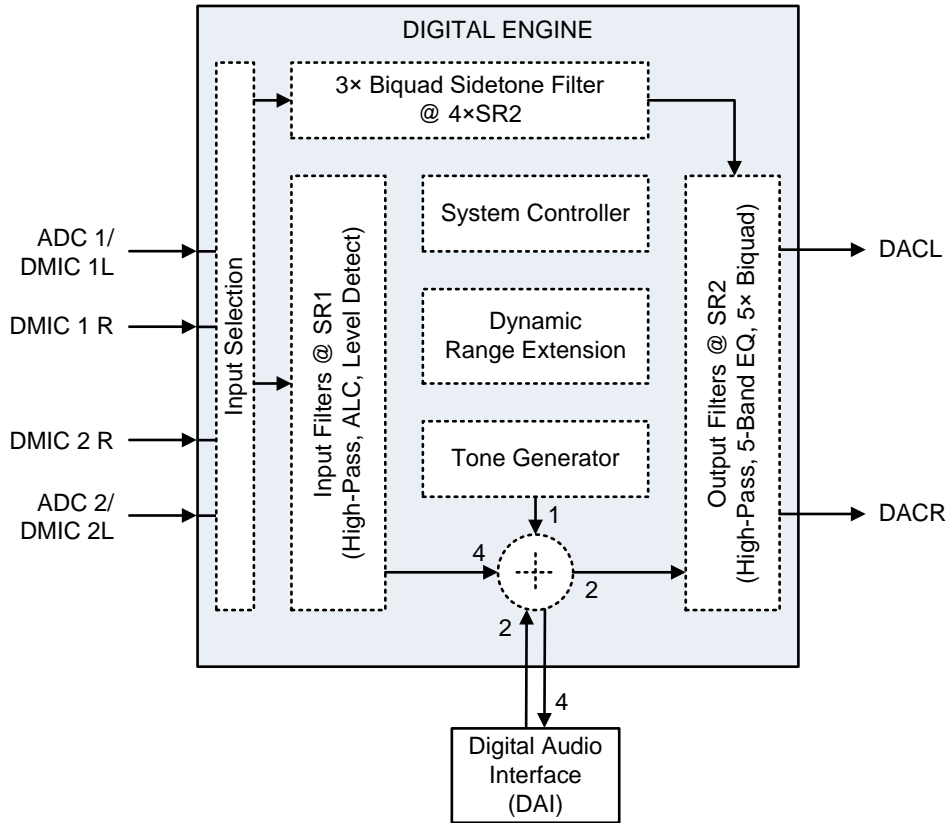 DIGITAL ENGINE
3× Biquad Sidetone Filter
@ 4×SR2
ADC 1/
DMIC 1L
DMIC 1 R
DMIC 2 R
ADC 2/
DMIC 2L
Input Selection
Input Filters @ SR1
(High-Pass, ALC, Level Detect)
System Controller
Dynamic
Range Extension
Tone Generator
1
4
2
2
4
Output Filters @ SR2
(High-Pass, 5-Band EQ, 5× Biquad)
DACL
DACR
Digital Audio
Interface
(DAI)